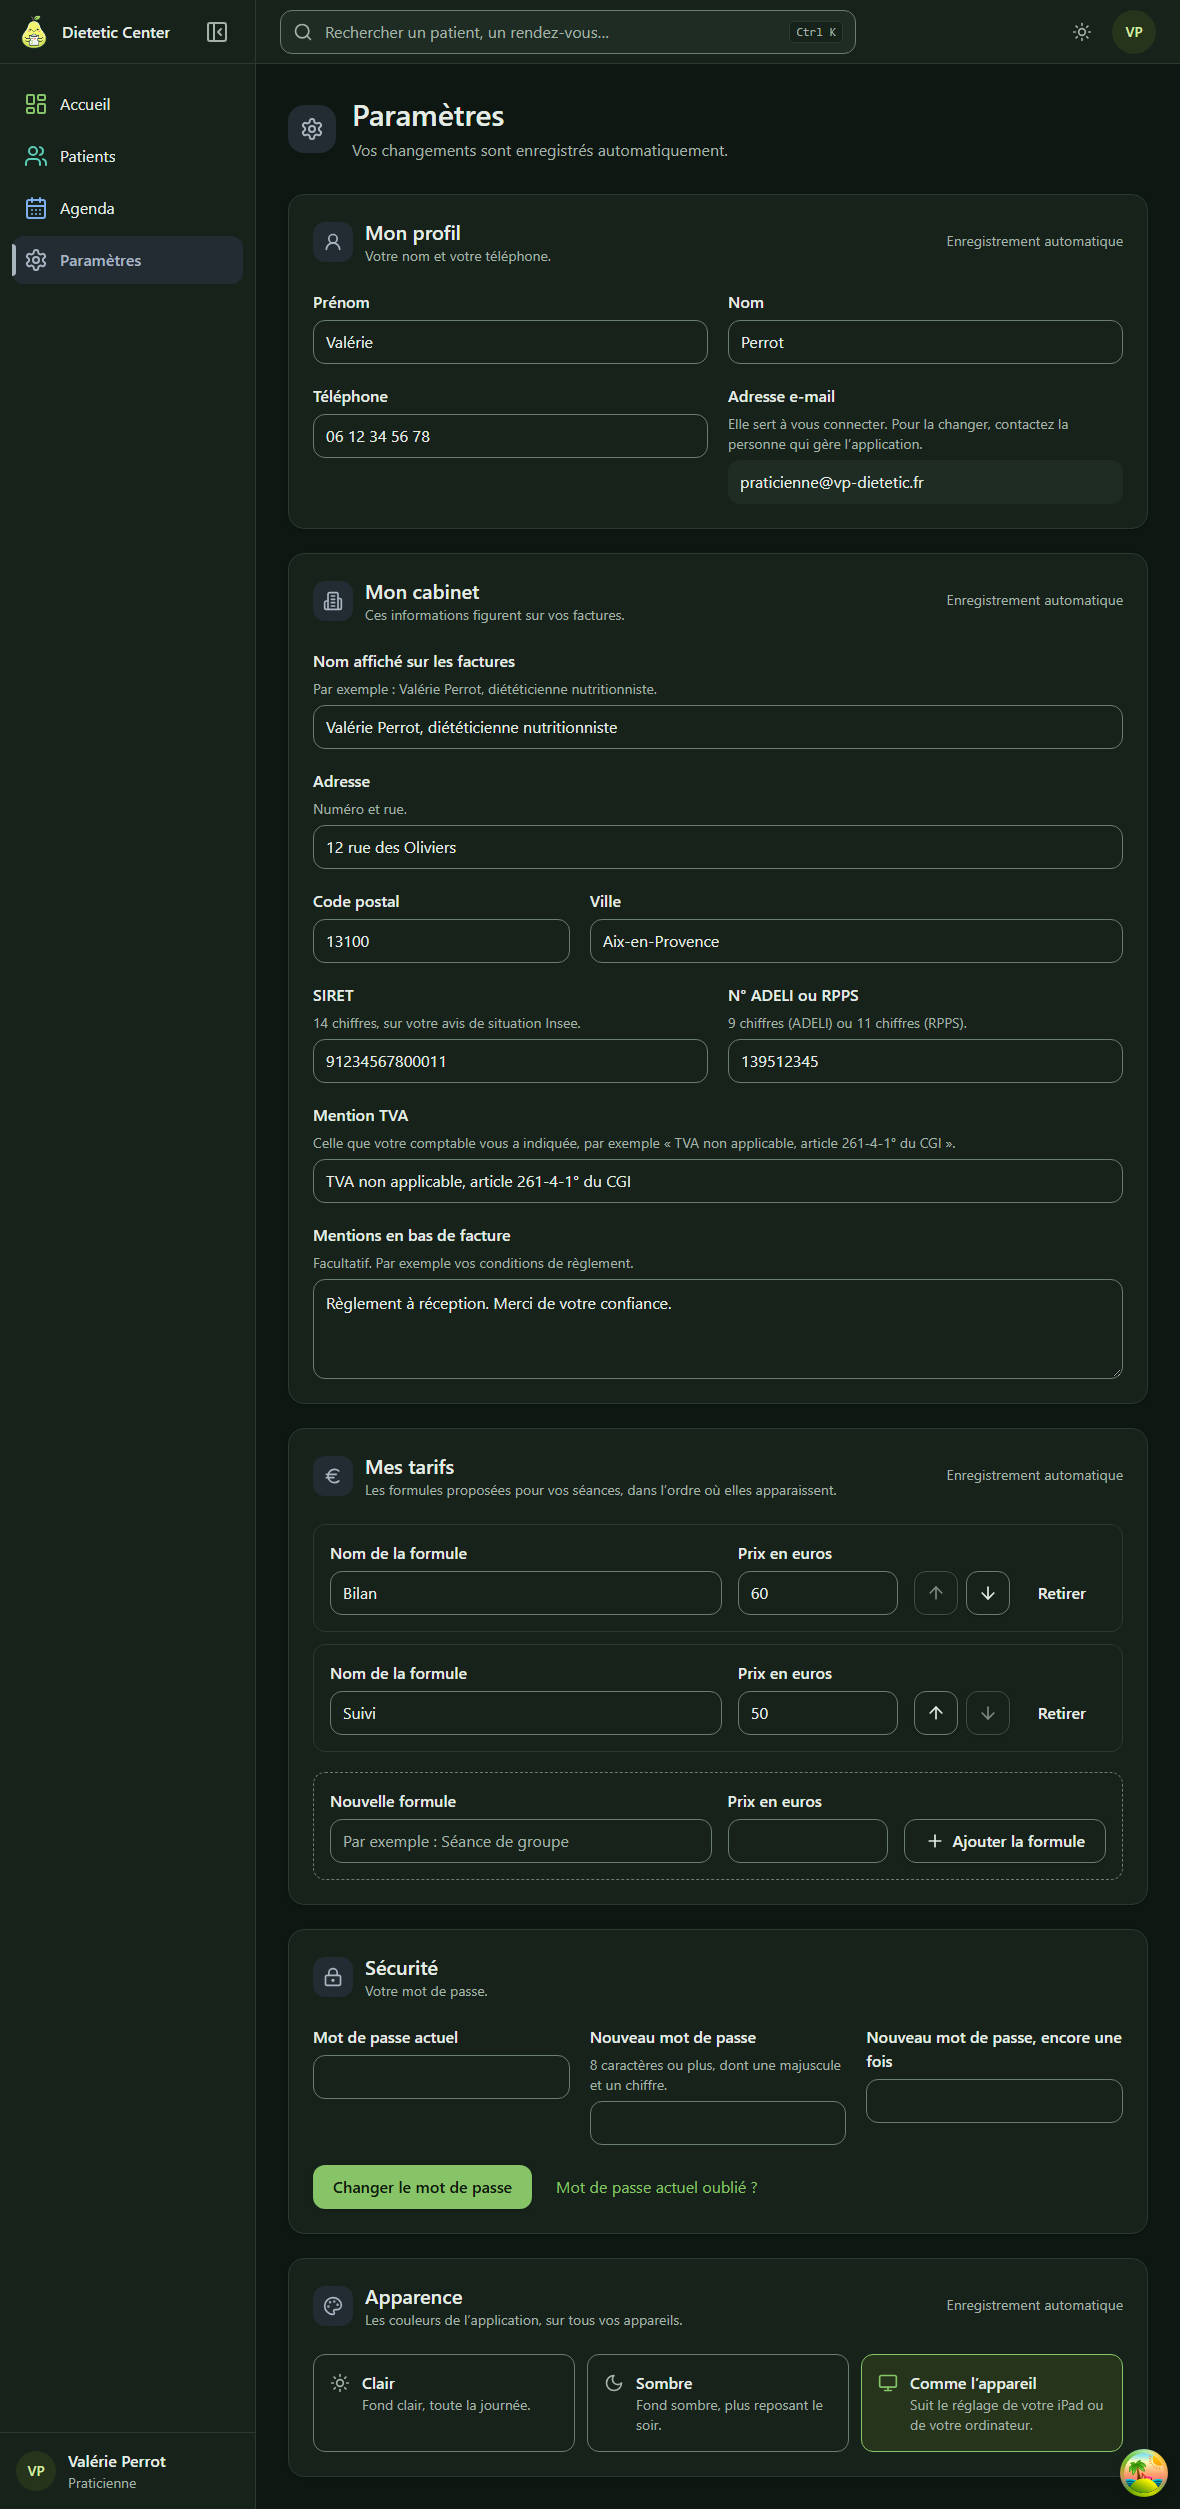 Dietetic Center
Rechercher un patient, un rendez-vous...
Ctrl K
VP
Accueil
Patients
Agenda
Paramètres
Paramètres
Vos changements sont enregistrés automatiquement.
Mon profil
Votre nom et votre téléphone.
Enregistrement automatique
Prénom
Nom
Valérie
Perrot
Téléphone
Adresse e-mail
Elle sert à vous connecter. Pour la changer, contactez la
personne qui gère l’application.
06 12 34 56 78
praticienne@vp-dietetic.fr
Mon cabinet
Ces informations figurent sur vos factures.
Enregistrement automatique
Nom affiché sur les factures
Par exemple : Valérie Perrot, diététicienne nutritionniste.
Valérie Perrot, diététicienne nutritionniste
Adresse
Numéro et rue.
12 rue des Oliviers
Code postal
Ville
13100
Aix-en-Provence
SIRET
N° ADELI ou RPPS
14 chiffres, sur votre avis de situation Insee.
9 chiffres (ADELI) ou 11 chiffres (RPPS).
91234567800011
139512345
Mention TVA
Celle que votre comptable vous a indiquée, par exemple « TVA non applicable, article 261-4-1° du CGI ».
TVA non applicable, article 261-4-1° du CGI
Mentions en bas de facture
Facultatif. Par exemple vos conditions de règlement.
Règlement à réception. Merci de votre confiance.
Mes tarifs
Les formules proposées pour vos séances, dans l’ordre où elles apparaissent.
Enregistrement automatique
Nom de la formule
Prix en euros
Bilan
60
Retirer
Nom de la formule
Prix en euros
Suivi
50
Retirer
Nouvelle formule
Prix en euros
Par exemple : Séance de groupe
Ajouter la formule
Sécurité
Votre mot de passe.
Mot de passe actuel
Nouveau mot de passe
8 caractères ou plus, dont une majuscule
et un chiffre.
Nouveau mot de passe, encore une
fois
Changer le mot de passe
Mot de passe actuel oublié ?
Apparence
Les couleurs de l’application, sur tous vos appareils.
Enregistrement automatique
Clair
Fond clair, toute la journée.
Sombre
Fond sombre, plus reposant le
soir.
Comme l’appareil
Suit le réglage de votre iPad ou
de votre ordinateur.
VP
Valérie Perrot
Praticienne